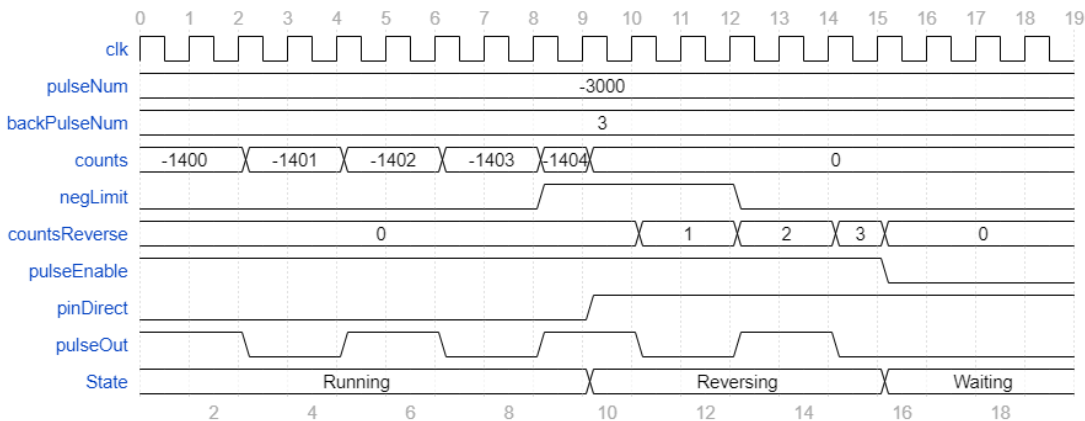 0 1 2 3 4 5 6 7 8 9 10 11 12 13 14 15 16 17 18 19
clk
pulseNum -3000
backPulseNum 3
counts -1400 -1401 -1402 -1403 -1404 0
negLimit
countsReverse 0 1 2 3 0
pulseEnable
pinDirect
pulseOut
State Running Reversing Waiting
2 4 6 8 10 12 14 16 18